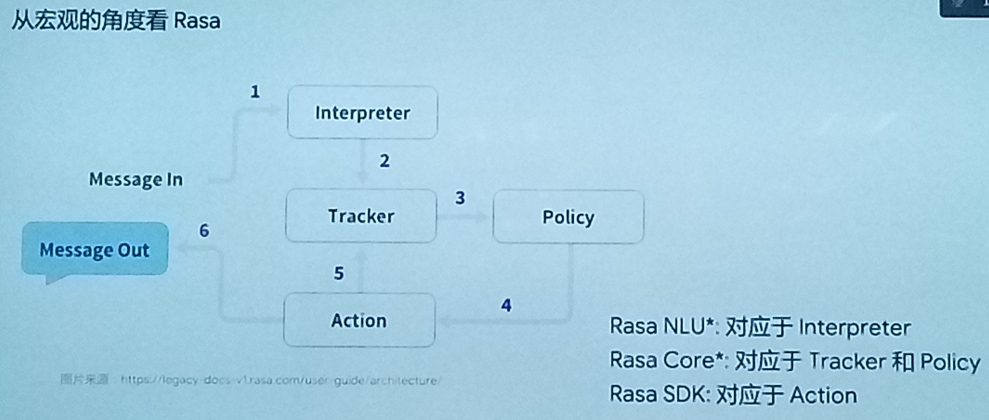 从宏观的角度看 Rasa
1
Interpreter
2
Message In
3
Tracker
Policy
6
Message Out
5
4
Action
Rasa NLU*: 对应于 Interpreter
Rasa Core*: 对应于 Tracker 和 Policy
Rasa SDK: 对应于 Action
图片来源：https://legacy-docs-v1.rasa.com/user-guide/architecture/